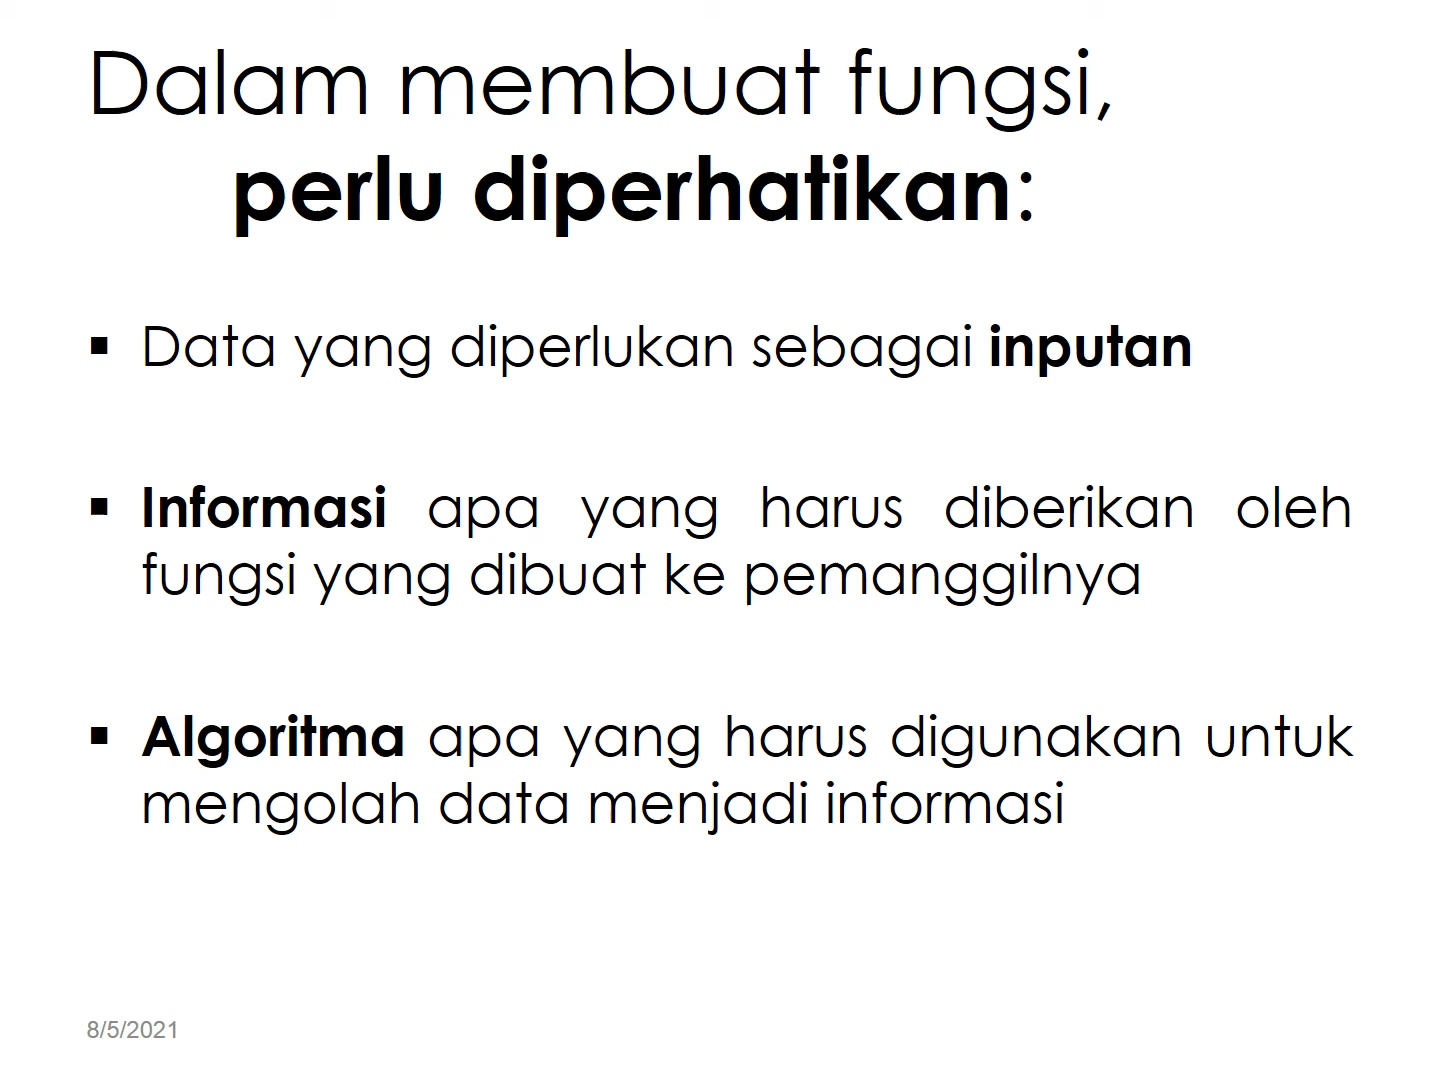 Dalam membuat fungsi,
perlu diperhatikan:
▪ Data yang diperlukan sebagai inputan
▪ Informasi apa yang harus diberikan oleh
fungsi yang dibuat ke pemanggilnya
▪ Algoritma apa yang harus digunakan untuk
mengolah data menjadi informasi
8/5/2021